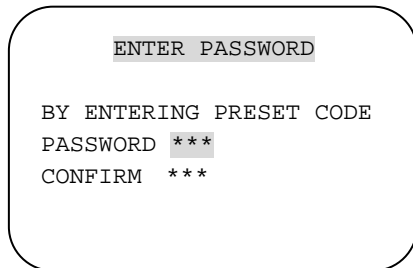 ENTER PASSWORD
BY ENTERING PRESET CODE
PASSWORD ***
CONFIRM ***